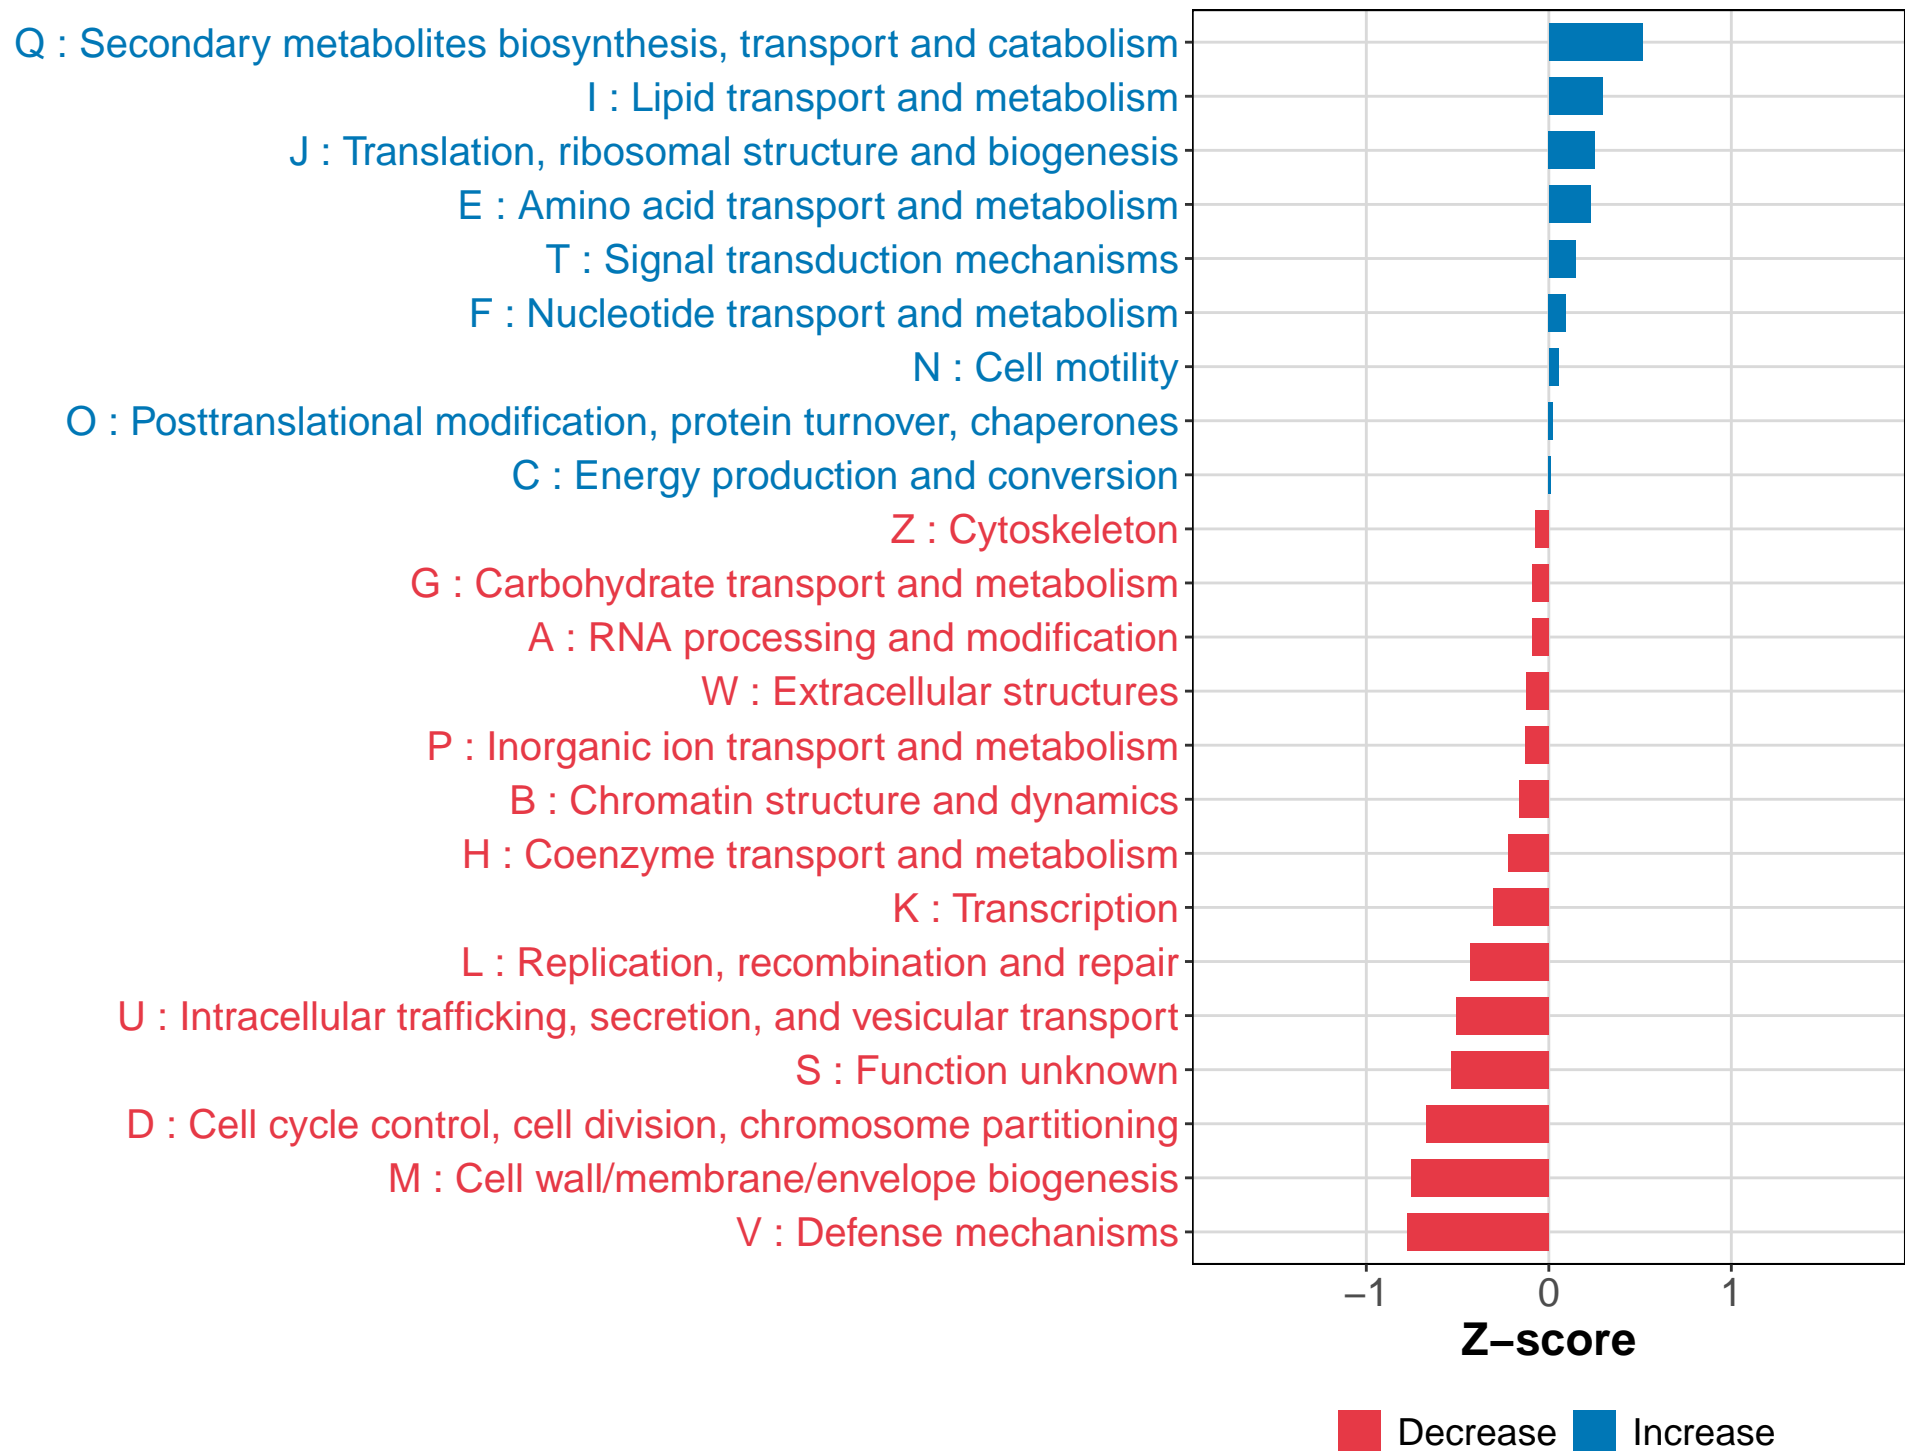 Q : Secondary metabolites biosynthesis, transport and catabolism
I : Lipid transport and metabolism
J : Translation, ribosomal structure and biogenesis
E : Amino acid transport and metabolism
T : Signal transduction mechanisms
F : Nucleotide transport and metabolism
N : Cell motility
O : Posttranslational modification, protein turnover, chaperones
C : Energy production and conversion
Z : Cytoskeleton
G : Carbohydrate transport and metabolism
A : RNA processing and modification
W : Extracellular structures
P : Inorganic ion transport and metabolism
B : Chromatin structure and dynamics
H : Coenzyme transport and metabolism
K : Transcription
L : Replication, recombination and repair
U : Intracellular trafficking, secretion, and vesicular transport
S : Function unknown
D : Cell cycle control, cell division, chromosome partitioning
M : Cell wall/membrane/envelope biogenesis
V : Defense mechanisms
−1 0 1
Z−score
Decrease Increase